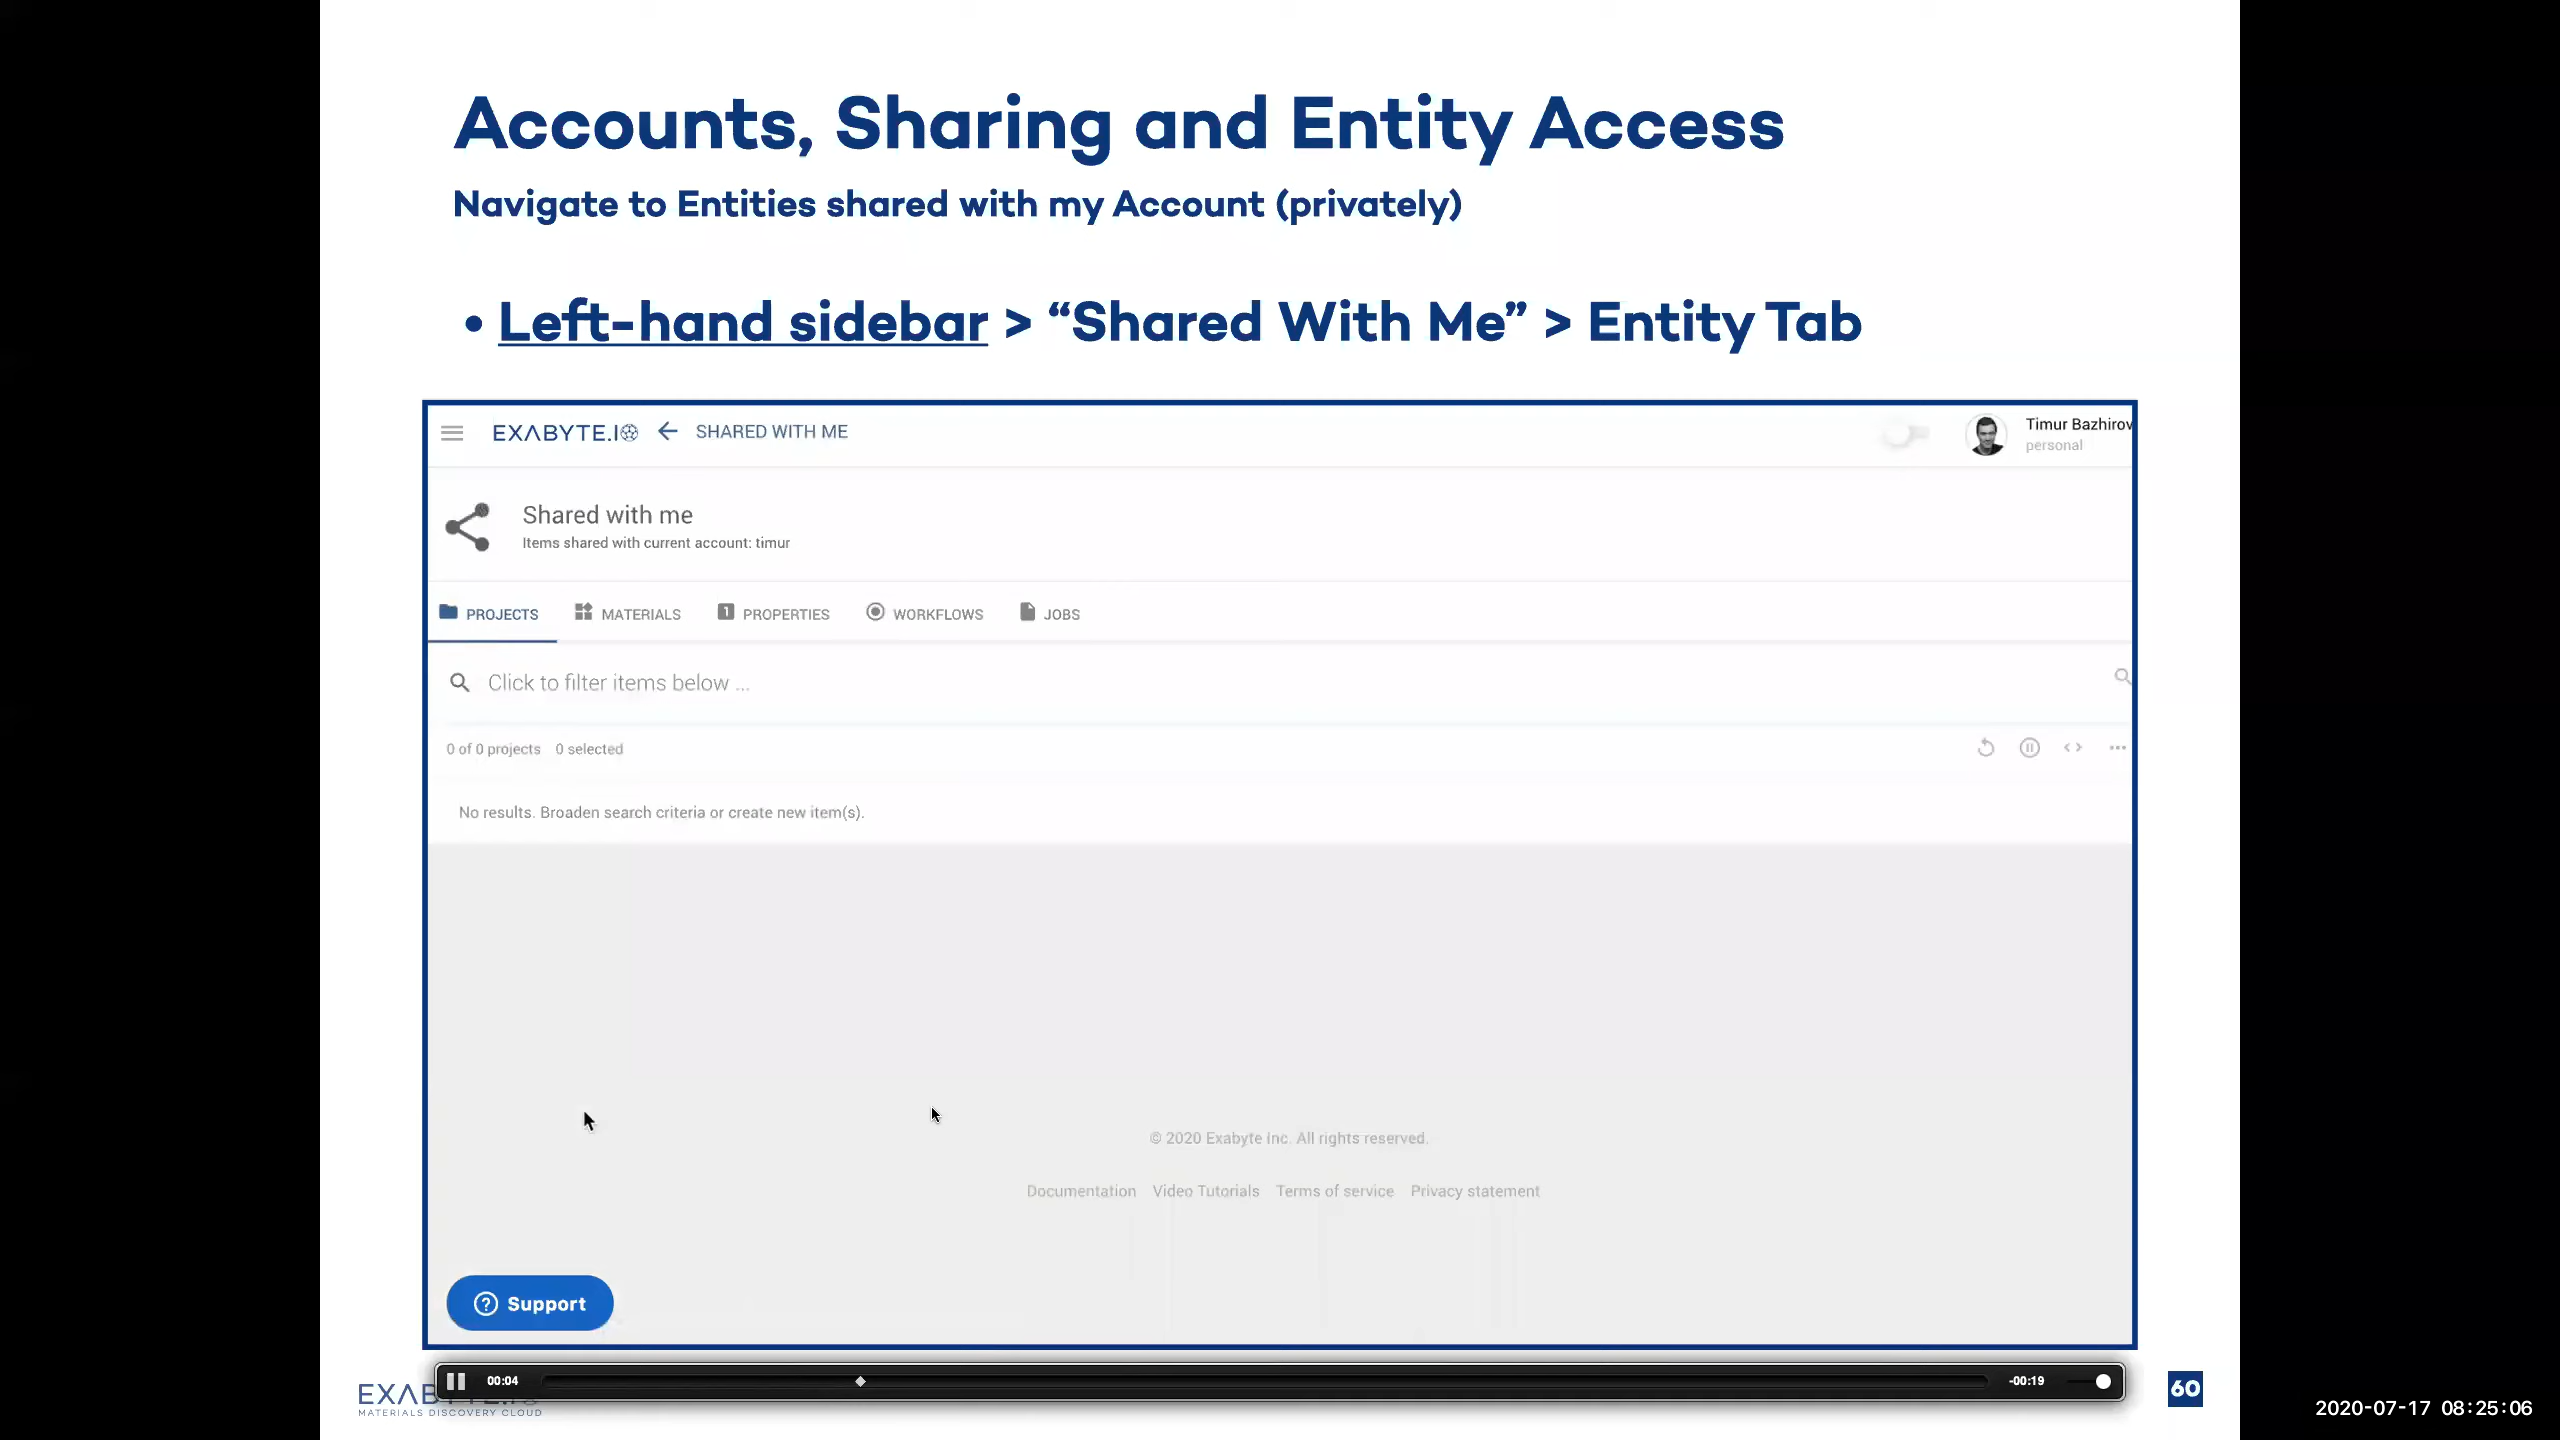 Accounts, Sharing and Entity Access
Navigate to Entities shared with my Account (privately)
• Left-hand sidebar > “Shared With Me” > Entity Tab
EXABYTE.IO ← SHARED WITH ME
Timur Bazhirov
personal
Shared with me
Items shared with current account: timur
PROJECTS MATERIALS PROPERTIES WORKFLOWS JOBS
Click to filter items below ...
0 of 0 projects 0 selected
No results. Broaden search criteria or create new item(s).
© 2020 Exabyte Inc. All rights reserved.
Documentation Video Tutorials Terms of service Privacy statement
Support
00:04 -00:19
MATERIALS DISCOVERY CLOUD
60
2020-07-17 08:25:06